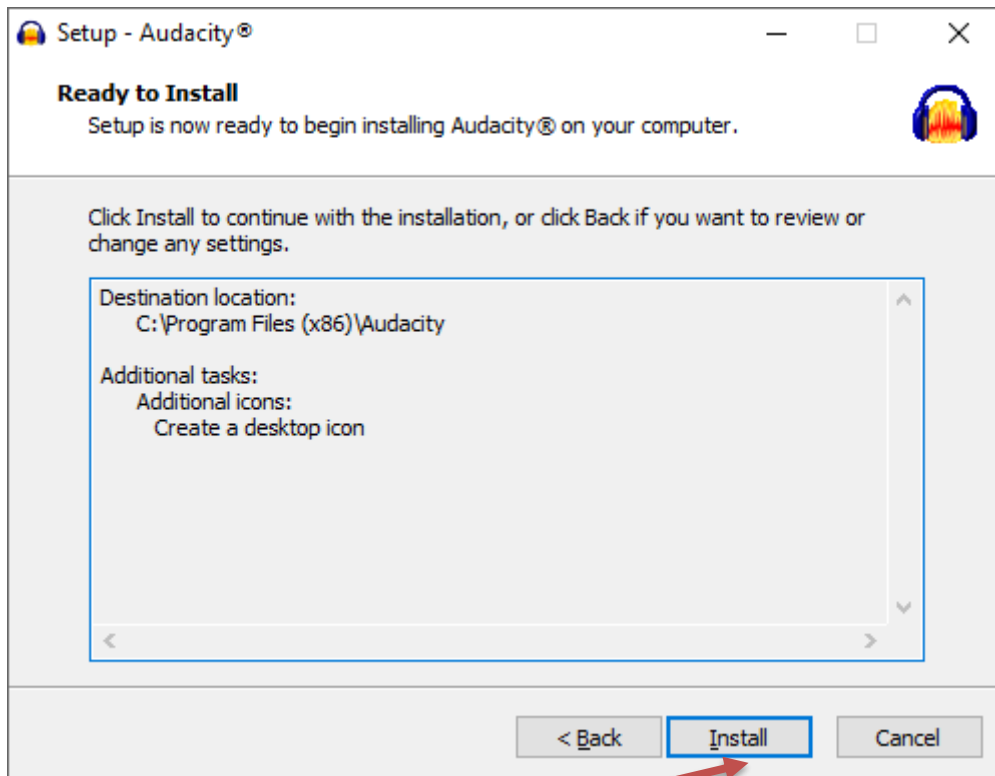 Setup - Audacity®
Ready to Install
Setup is now ready to begin installing Audacity® on your computer.
Click Install to continue with the installation, or click Back if you want to review or
change any settings.
Destination location:
C:\Program Files (x86)\Audacity
Additional tasks:
Additional icons:
Create a desktop icon
< Back Install Cancel